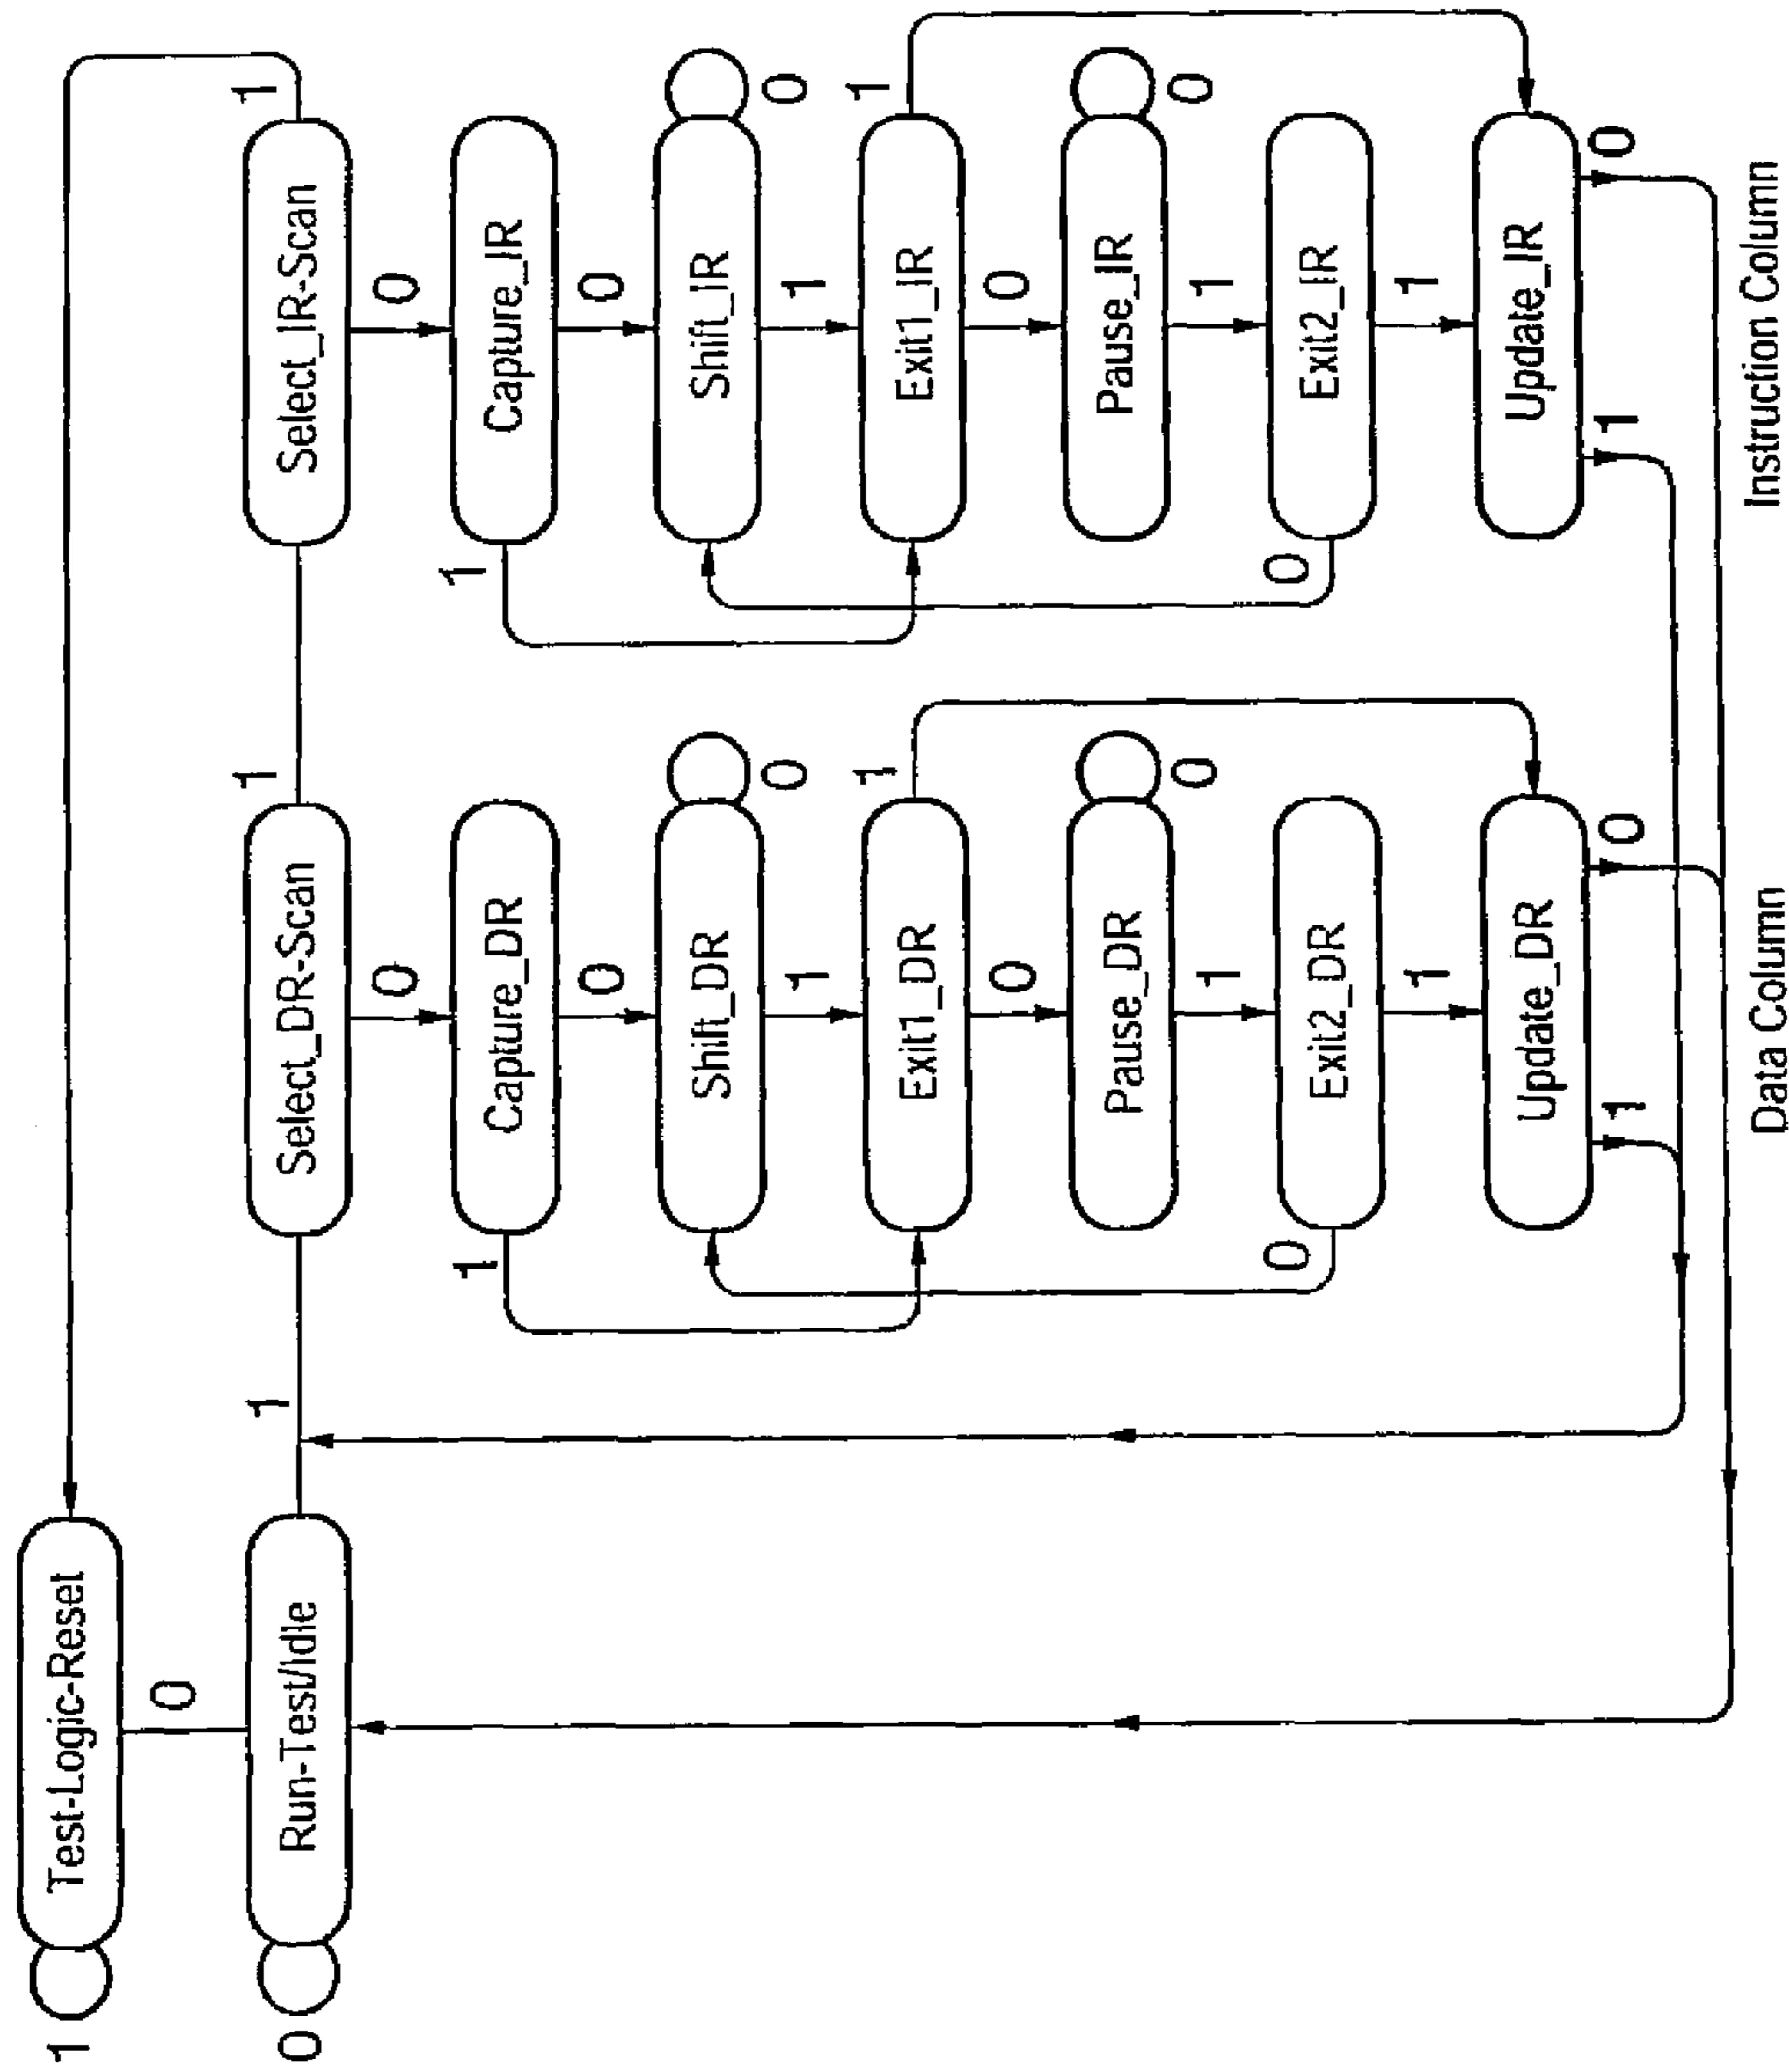 1 Test-Logic-Reset
0
0 Run-Test/Idle 1 Select_DR-Scan 1 Select_IR-Scan 1
0 0
1 Capture_DR 1 Capture_IR
0 0
Shift_DR Shift_IR
0 0
1 1
Exit1_DR 1 Exit1_IR 1
0 0
Pause_DR Pause_IR
0 0
1 1
0 Exit2_DR 0 Exit2_IR
1 1
Update_DR Update_IR
1 0 1 0
Data Column Instruction Column